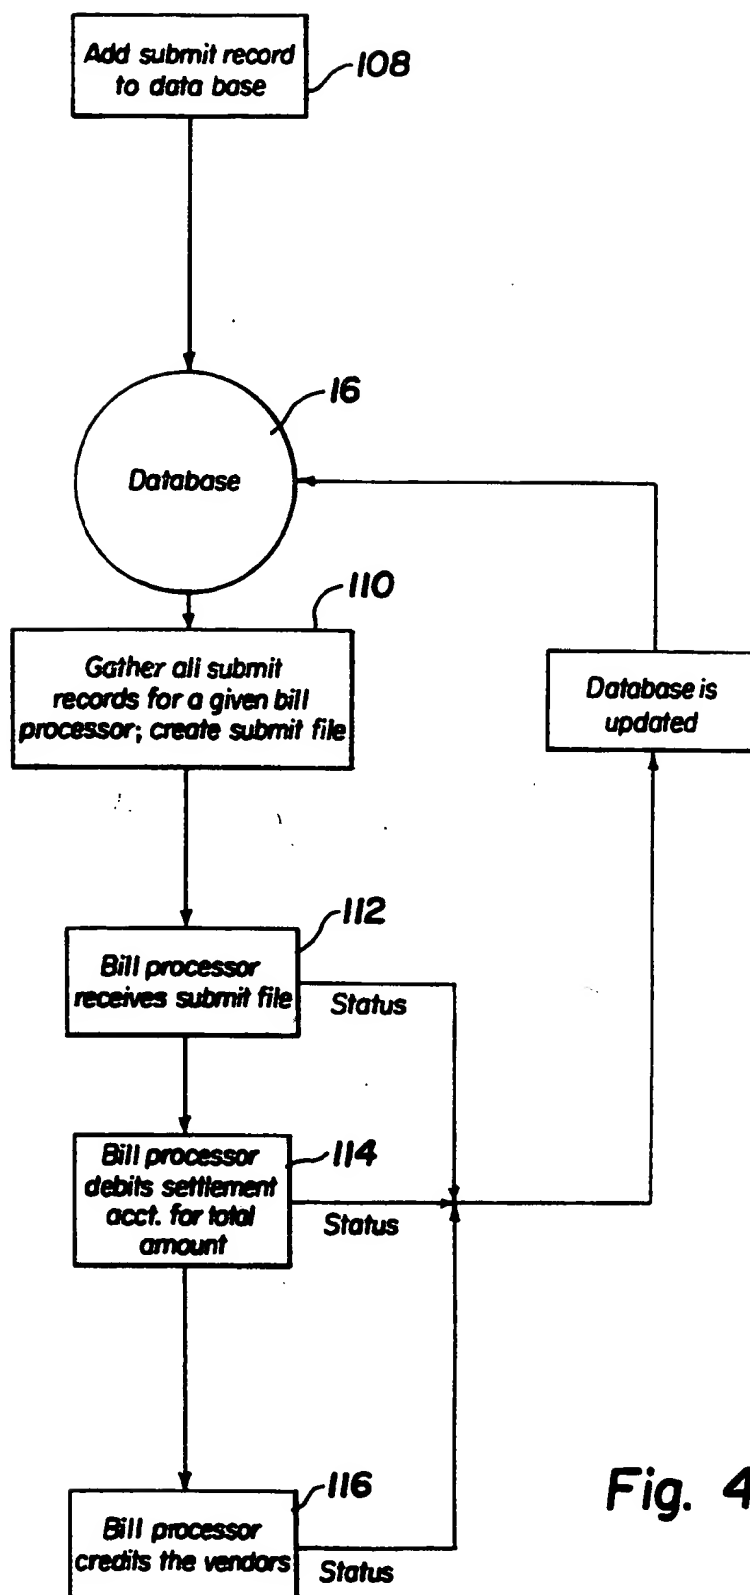 Add submit record
to data base
108
16
Database
110
Gather all submit
records for a given bill
processor; create submit file
Database is
updated
112
Bill processor
receives submit file
Status
114
Bill processor
debits settlement
acct. for total
amount
Status
116
Bill processor
credits the vendors
Status
Fig. 4